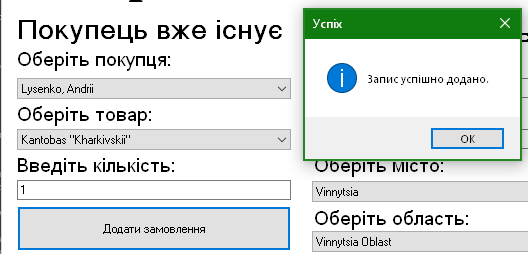 Покупець вже існує
Оберіть покупця:
Lysenko, Andrii
Оберіть товар:
Kantobas "Kharkivskii"
Введіть кількість:
1
Додати замовлення
Успіх
Запис успішно додано.
ОК
Оберіть місто:
Vinnytsia
Оберіть область:
Vinnytsia Oblast